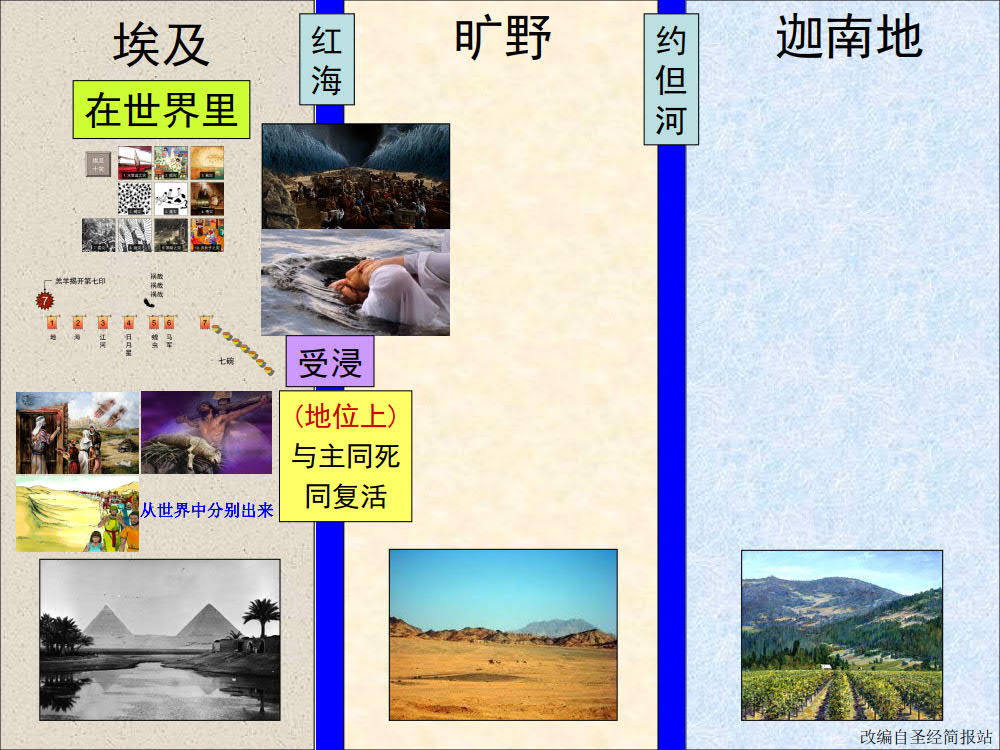 埃及
红
海
旷野
约
但
河
迦南地
在世界里
埃及
十灾
羔羊揭开第七印
祸哉
祸哉
祸哉
7
1
2
3
4
5
6
7
地
海
江
河
日
月
星
蝗
虫
马
军
七碗
受浸
(地位上)
与主同死
同复活
从世界中分别出来
改编自圣经简报站